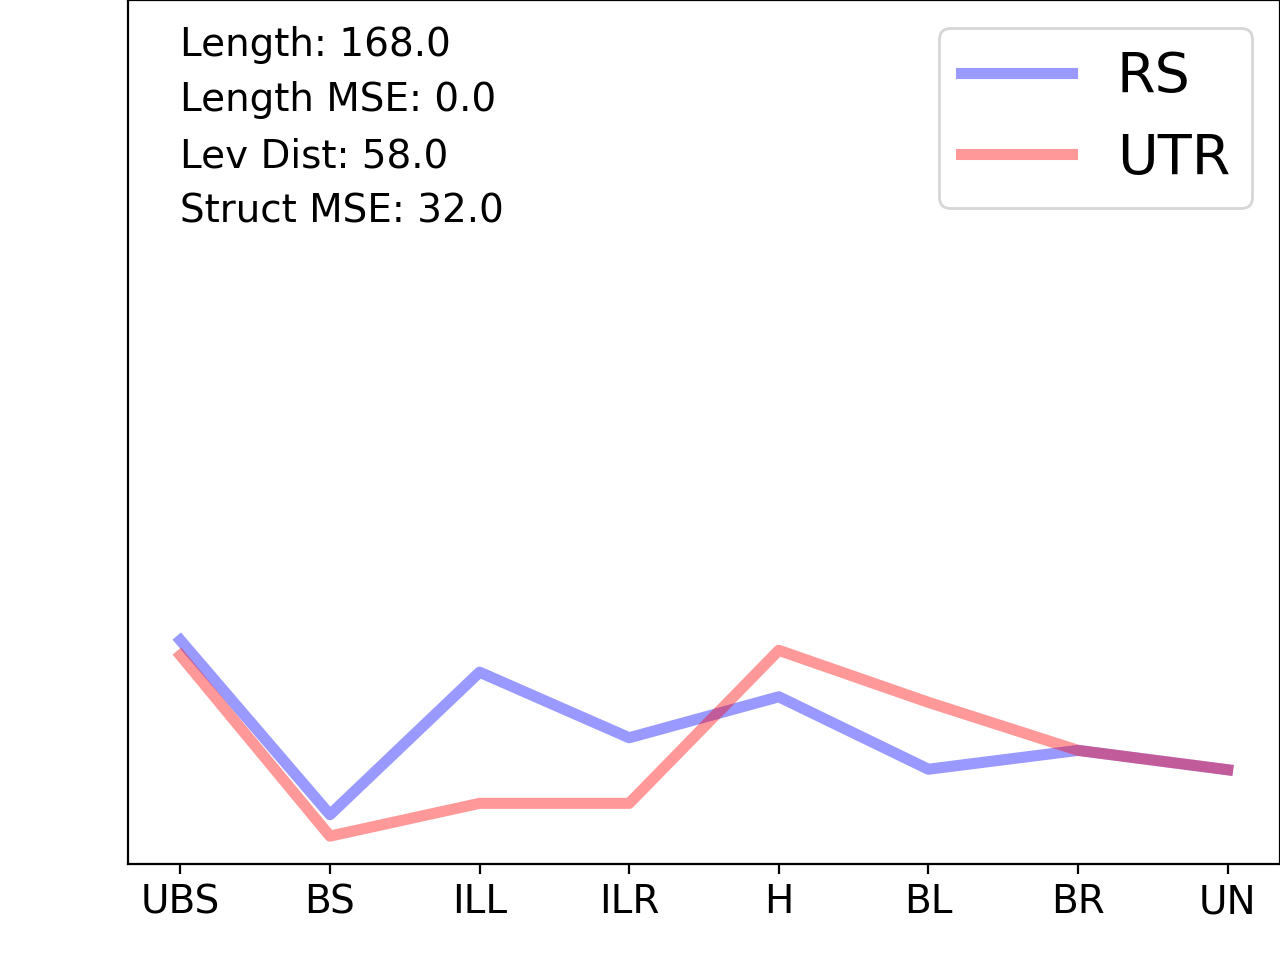 Length: 168.0
Length MSE: 0.0
Lev Dist: 58.0
Struct MSE: 32.0
RS
UTR
UBS BS ILL ILR H BL BR UN